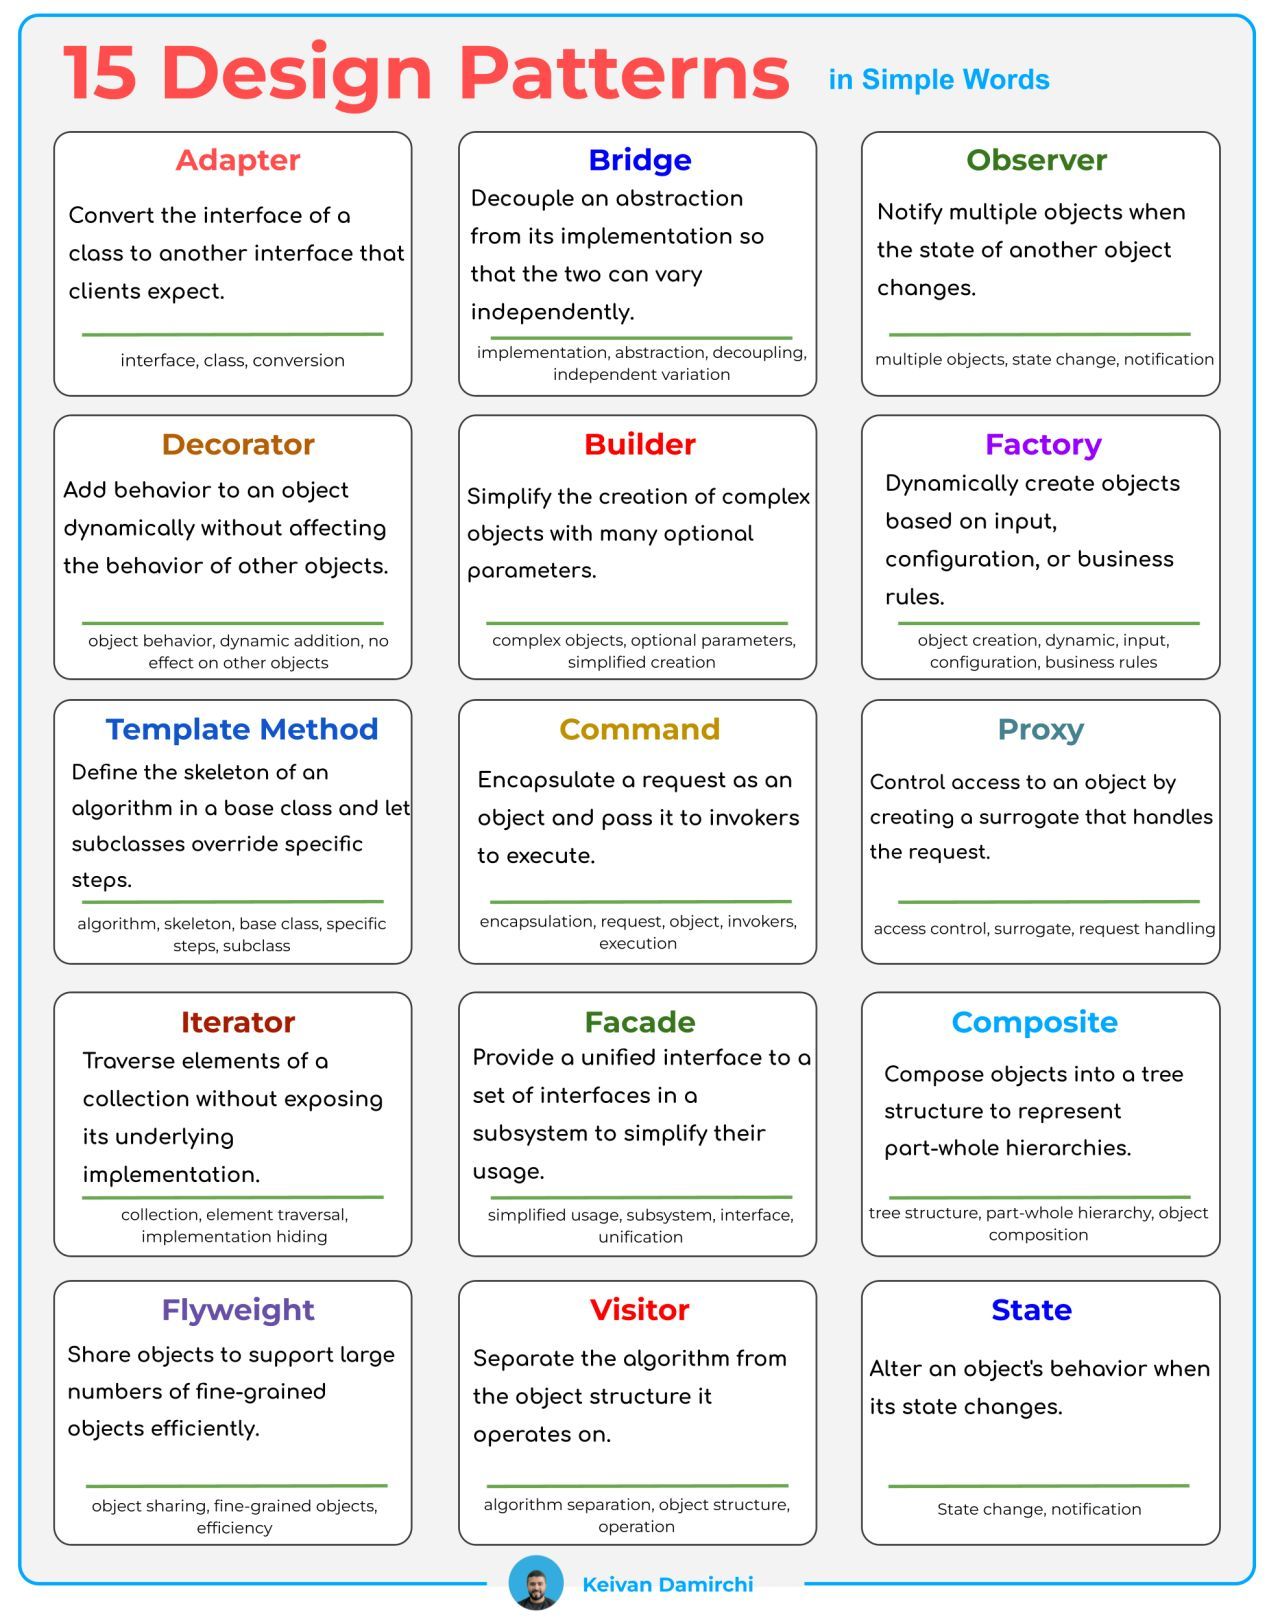 15 Design Patterns in Simple Words
Adapter
Convert the interface of a
class to another interface that
clients expect.
interface, class, conversion
Bridge
Decouple an abstraction
from its implementation so
that the two can vary
independently.
implementation, abstraction, decoupling,
independent variation
Observer
Notify multiple objects when
the state of another object
changes.
multiple objects, state change, notification
Decorator
Add behavior to an object
dynamically without affecting
the behavior of other objects.
object behavior, dynamic addition, no
effect on other objects
Builder
Simplify the creation of complex
objects with many optional
parameters.
complex objects, optional parameters,
simplified creation
Factory
Dynamically create objects
based on input,
configuration, or business
rules.
object creation, dynamic, input,
configuration, business rules
Template Method
Define the skeleton of an
algorithm in a base class and let
subclasses override specific
steps.
algorithm, skeleton, base class, specific
steps, subclass
Command
Encapsulate a request as an
object and pass it to invokers
to execute.
encapsulation, request, object, invokers,
execution
Proxy
Control access to an object by
creating a surrogate that handles
the request.
access control, surrogate, request handling
Iterator
Traverse elements of a
collection without exposing
its underlying
implementation.
collection, element traversal,
implementation hiding
Facade
Provide a unified interface to a
set of interfaces in a
subsystem to simplify their
usage.
simplified usage, subsystem, interface,
unification
Composite
Compose objects into a tree
structure to represent
part-whole hierarchies.
tree structure, part-whole hierarchy, object
composition
Flyweight
Share objects to support large
numbers of fine-grained
objects efficiently.
object sharing, fine-grained objects,
efficiency
Visitor
Separate the algorithm from
the object structure it
operates on.
algorithm separation, object structure,
operation
State
Alter an object's behavior when
its state changes.
State change, notification
Keivan Damirchi